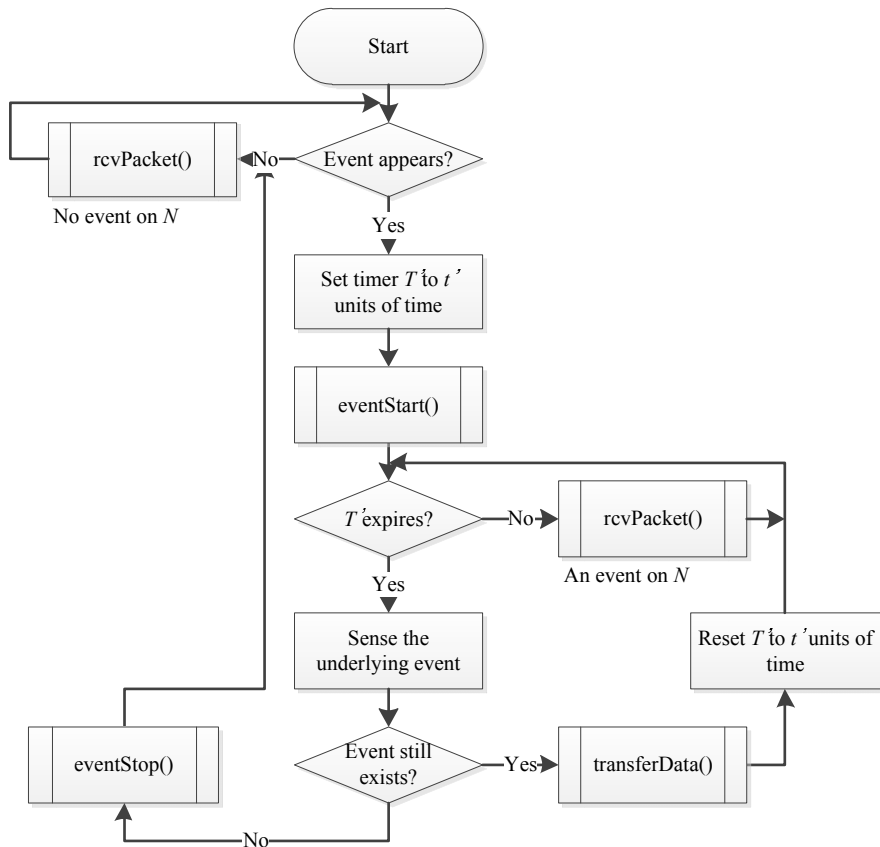 Start
Event appears?
No
rcvPacket()
No event on N
Yes
Set timer T' to t'
units of time
eventStart()
T' expires?
No
rcvPacket()
An event on N
Yes
Sense the
underlying event
Reset T' to t' units of
time
Event still
exists?
Yes
transferData()
eventStop()
No